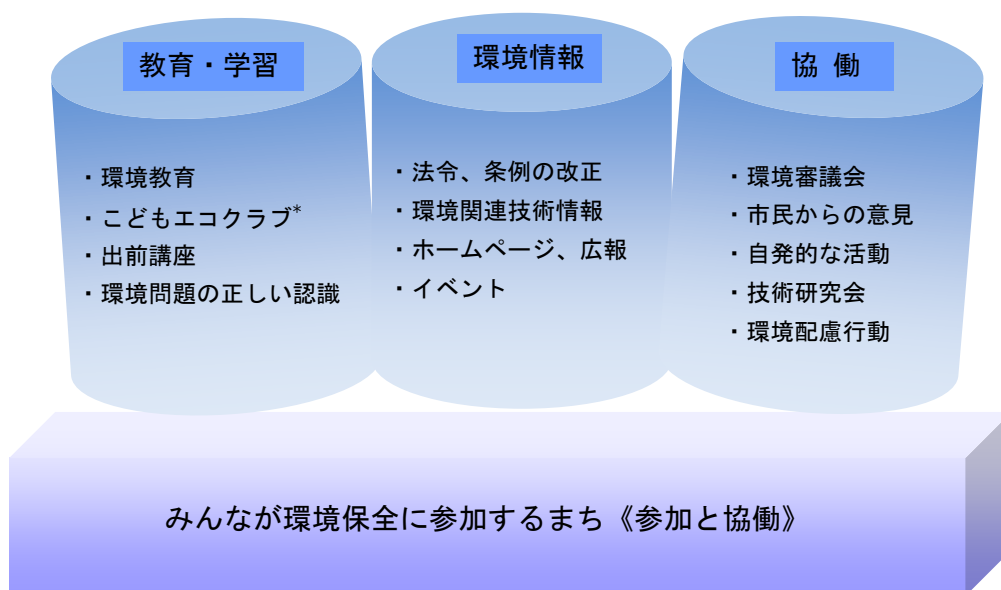 教育・学習
・環境教育
・こどもエコクラブ*
・出前講座
・環境問題の正しい認識
環境情報
・法令、条例の改正
・環境関連技術情報
・ホームページ、広報
・イベント
協 働
・環境審議会
・市民からの意見
・自発的な活動
・技術研究会
・環境配慮行動
みんなが環境保全に参加するまち《参加と協働》